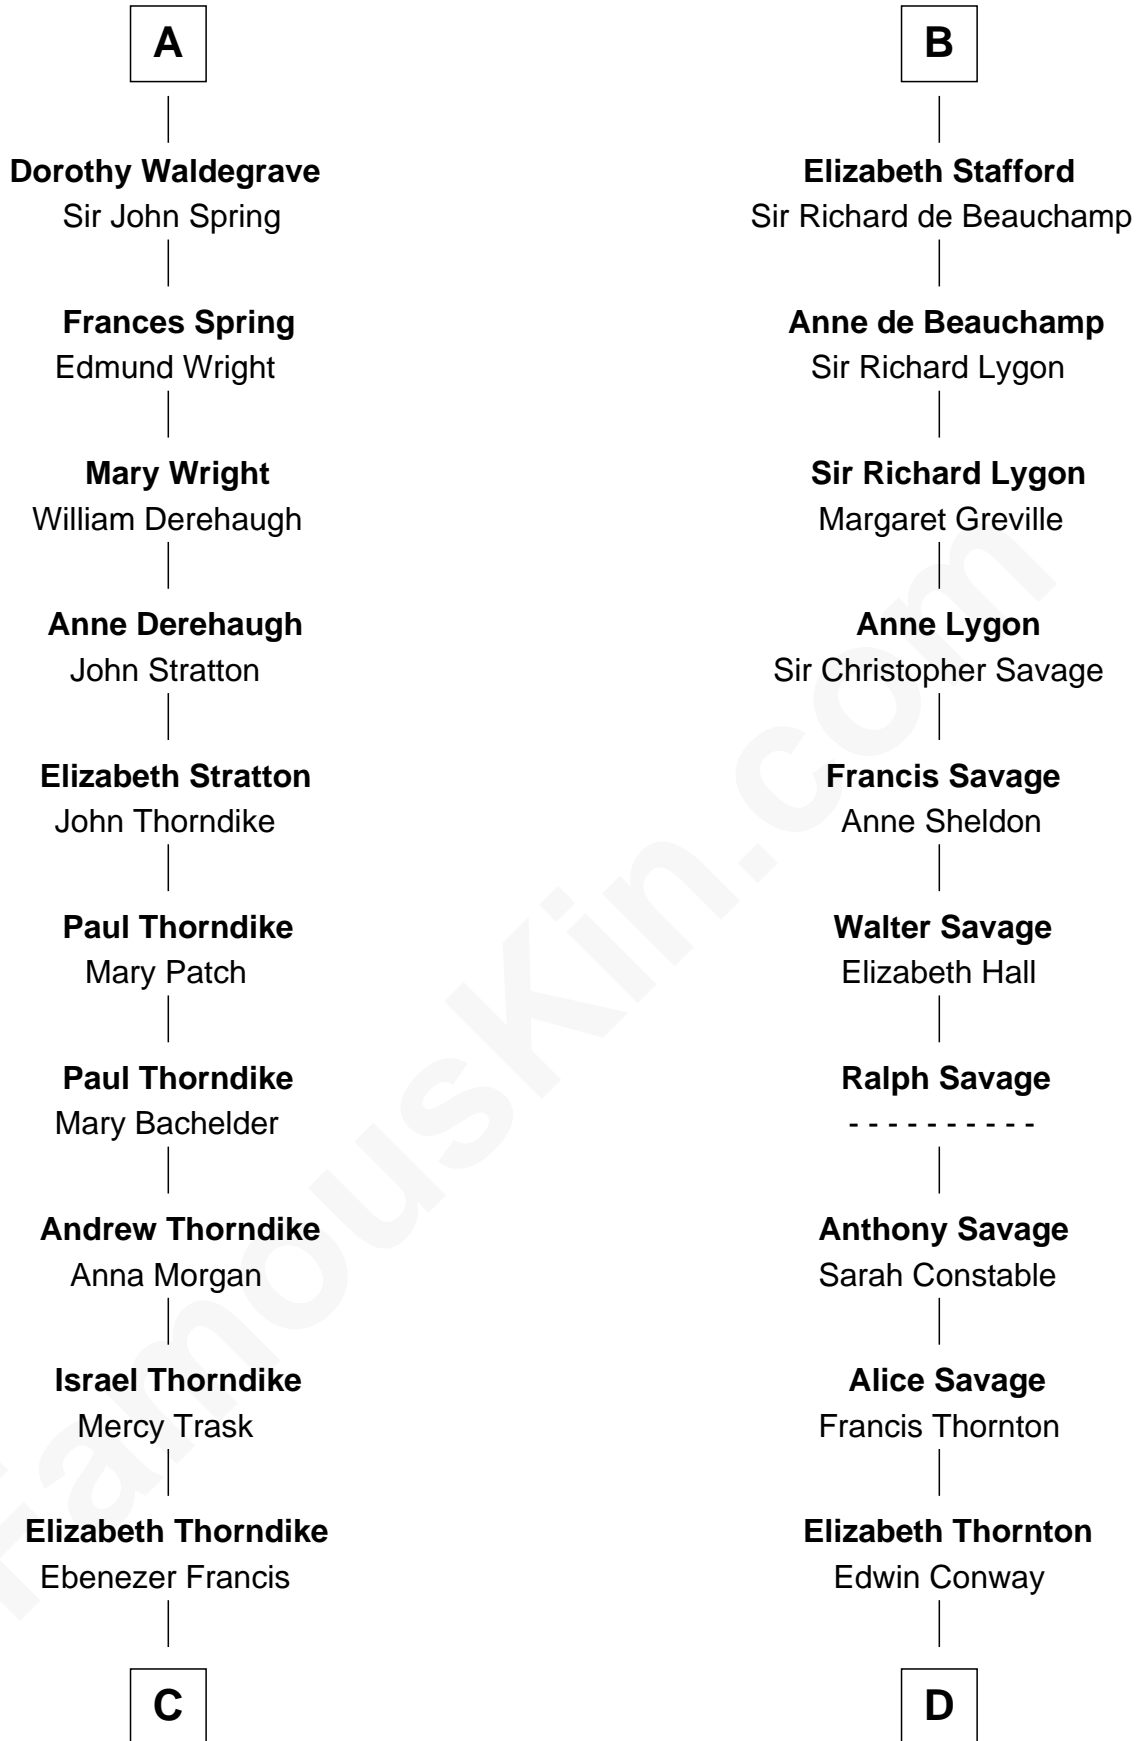 A
Dorothy Waldegrave
Sir John Spring
Frances Spring
Edmund Wright
Mary Wright
William Derehaugh
Anne Derehaugh
John Stratton
Elizabeth Stratton
John Thorndike
Paul Thorndike
Mary Patch
Paul Thorndike
Mary Bachelder
Andrew Thorndike
Anna Morgan
Israel Thorndike
Mercy Trask
Elizabeth Thorndike
Ebenezer Francis
C
B
Elizabeth Stafford
Sir Richard de Beauchamp
Anne de Beauchamp
Sir Richard Lygon
Sir Richard Lygon
Margaret Greville
Anne Lygon
Sir Christopher Savage
Francis Savage
Anne Sheldon
Walter Savage
Elizabeth Hall
Ralph Savage
- - - - - - - - - -
Anthony Savage
Sarah Constable
Alice Savage
Francis Thornton
Elizabeth Thornton
Edwin Conway
D
FamousKin.com